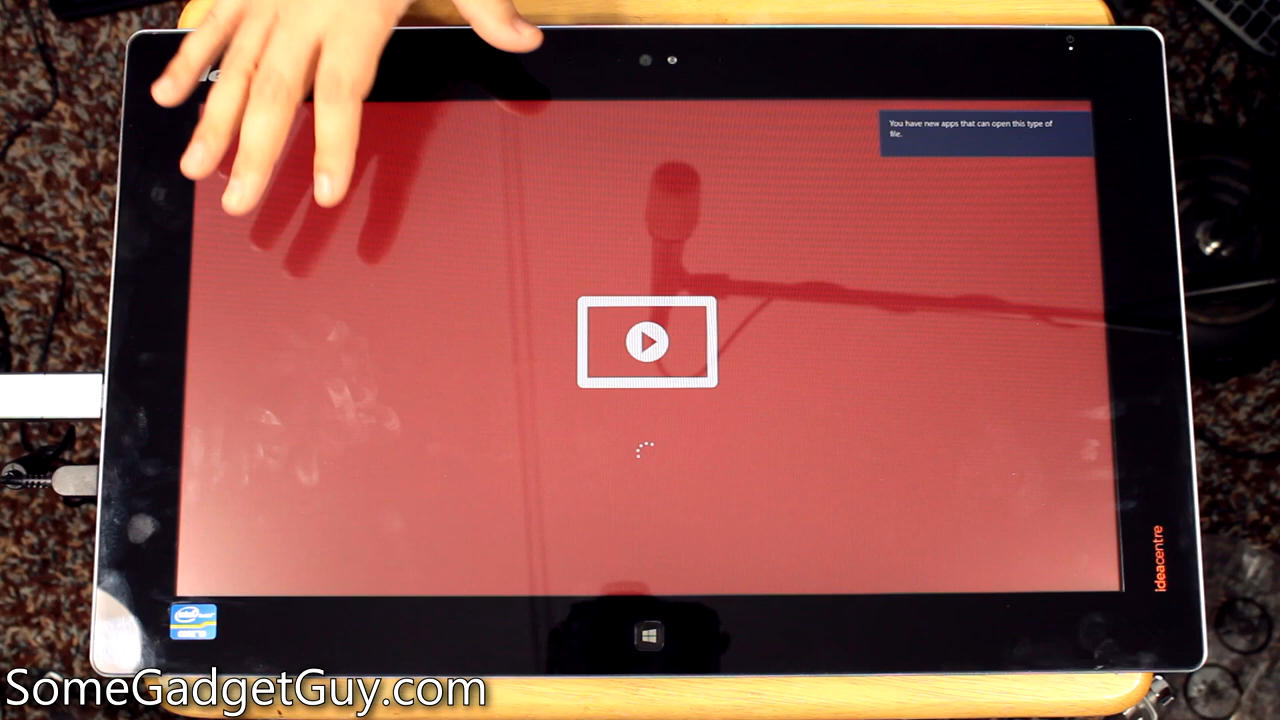 You have new apps that can open this type of
file.
ideacentre
SomeGadgetGuy.com